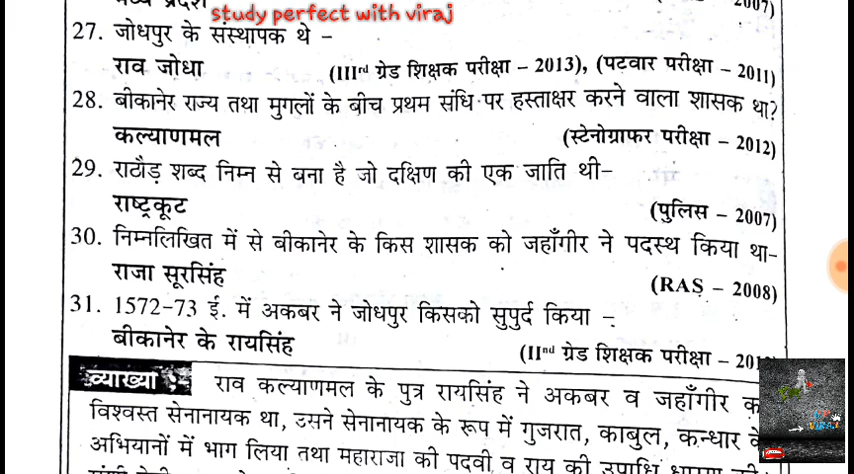 study perfect with viraj
27. जोधपुर के संस्थापक थे –
राव जोधा (IIIʳᵈ ग्रेड शिक्षक परीक्षा – 2013), (पटवार परीक्षा – 2011)
28. बीकानेर राज्य तथा मुगलों के बीच प्रथम संधि पर हस्ताक्षर करने वाला शासक था?
कल्याणमल (स्टेनोग्राफर परीक्षा – 2012)
29. राठौड़ शब्द निम्न से बना है जो दक्षिण की एक जाति थी–
राष्ट्रकूट (पुलिस – 2007)
30. निम्नलिखित में से बीकानेर के किस शासक को जहाँगीर ने पदस्थ किया था–
राजा सूरसिंह (RAS – 2008)
31. 1572–73 ई. में अकबर ने जोधपुर किसको सुपुर्द किया –
बीकानेर के रायसिंह (IIⁿᵈ ग्रेड शिक्षक परीक्षा –
व्याख्या :- राव कल्याणमल के पुत्र रायसिंह ने अकबर व जहाँगीर
विश्वस्त सेनानायक था, उसने सेनानायक के रूप में गुजरात, काबुल, कन्धार
अभियानों में भाग लिया तथा महाराजा की पदवी व राय की उपाधि